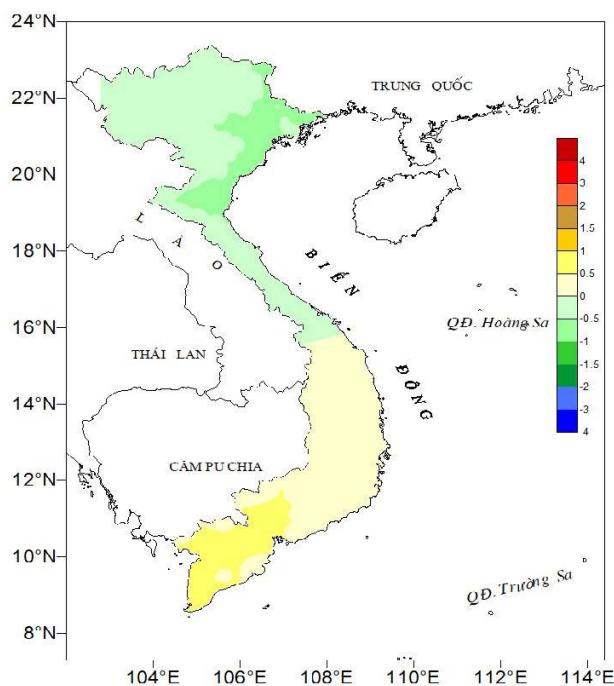 24°N
22°N
20°N
18°N
16°N
14°N
12°N
10°N
8°N
TRUNG QUỐC
L À O
BIỂN
ĐÔNG
QĐ. Hoàng Sa
THÁI LAN
CĂM PU CHIA
QĐ. Trường Sa
4
3
2
1.5
1
0.5
0
-0.5
-1
-1.5
-2
-3
4
104°E 106°E 108°E 110°E 112°E 114°E